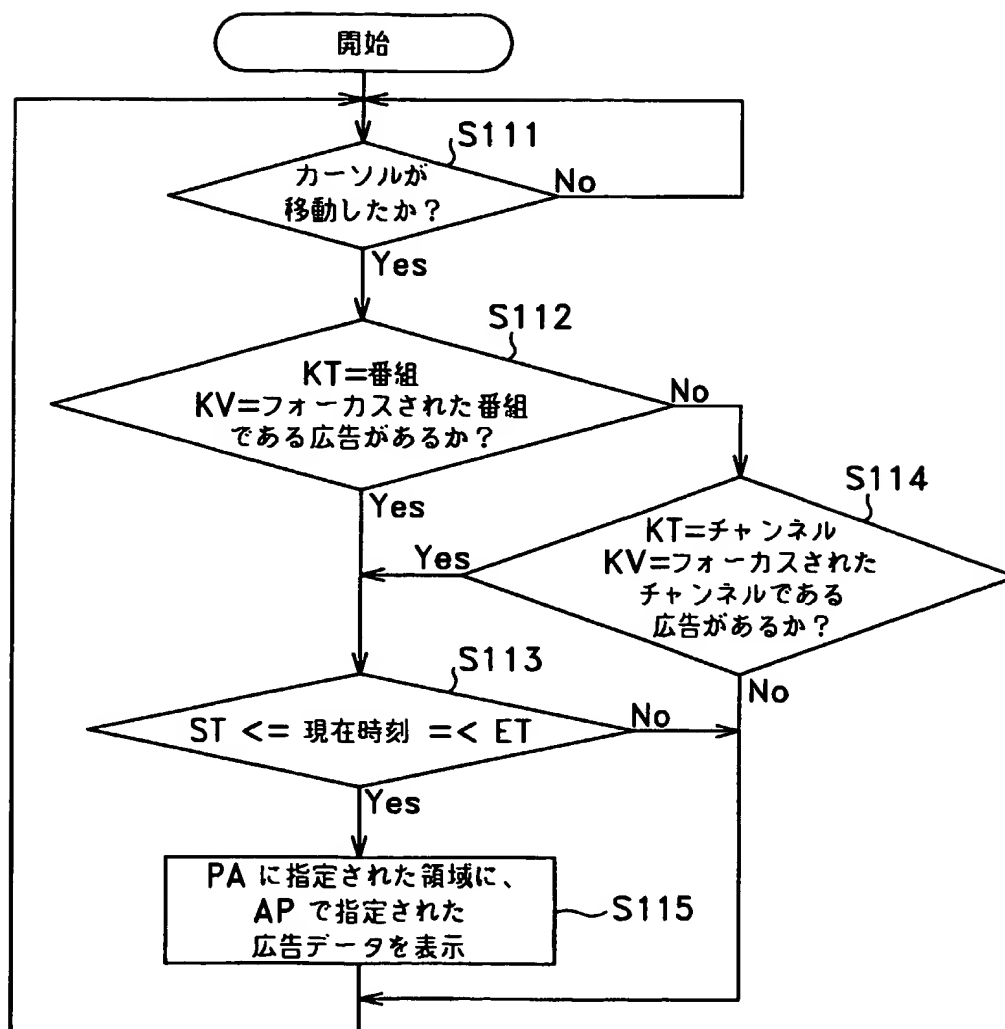 開始
S111
カーソルが
移動したか?
No
Yes
S112
KT=番組
KV=フォーカスされた番組
である広告があるか?
No
Yes
S114
KT=チャンネル
KV=フォーカスされた
チャンネルである
広告があるか?
Yes
No
S113
ST <= 現在時刻 =< ET
No
Yes
PA に指定された領域に、
AP で指定された
広告データを表示
S115